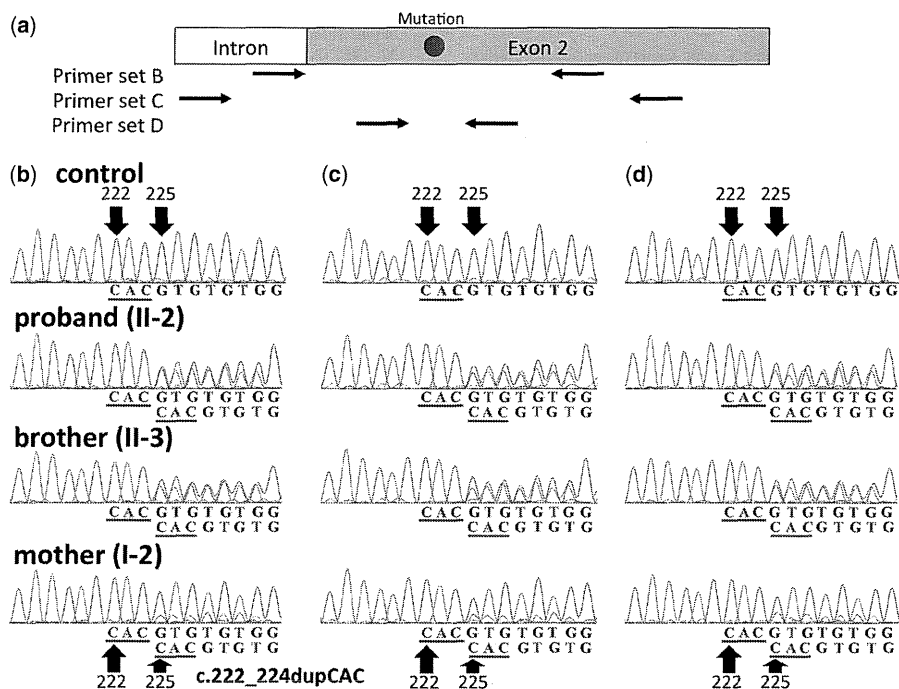 (a)
Mutation
Intron Exon 2
Primer set B
Primer set C
Primer set D
(b) control (c) (d)
222 225 222 225 222 225
CACGTGTGTGG CACGTGTGTGG CACGTGTGTGG
proband (II-2)
CACGTGTGTGG CACGTGTGTGG CACGTGTGTGG
CACGTGTG CACGTGTG CACGTGTG
brother (II-3)
CACGTGTGTGG CACGTGTGTGG CACGTGTGTGG
CACGTGTG CACGTGTG CACGTGTG
mother (I-2)
CACGTGTGTGG CACGTGTGTGG CACGTGTGTGG
CACGTGTG CACGTGTG CACGTGTG
222 225 c.222_224dupCAC 222 225 222 225